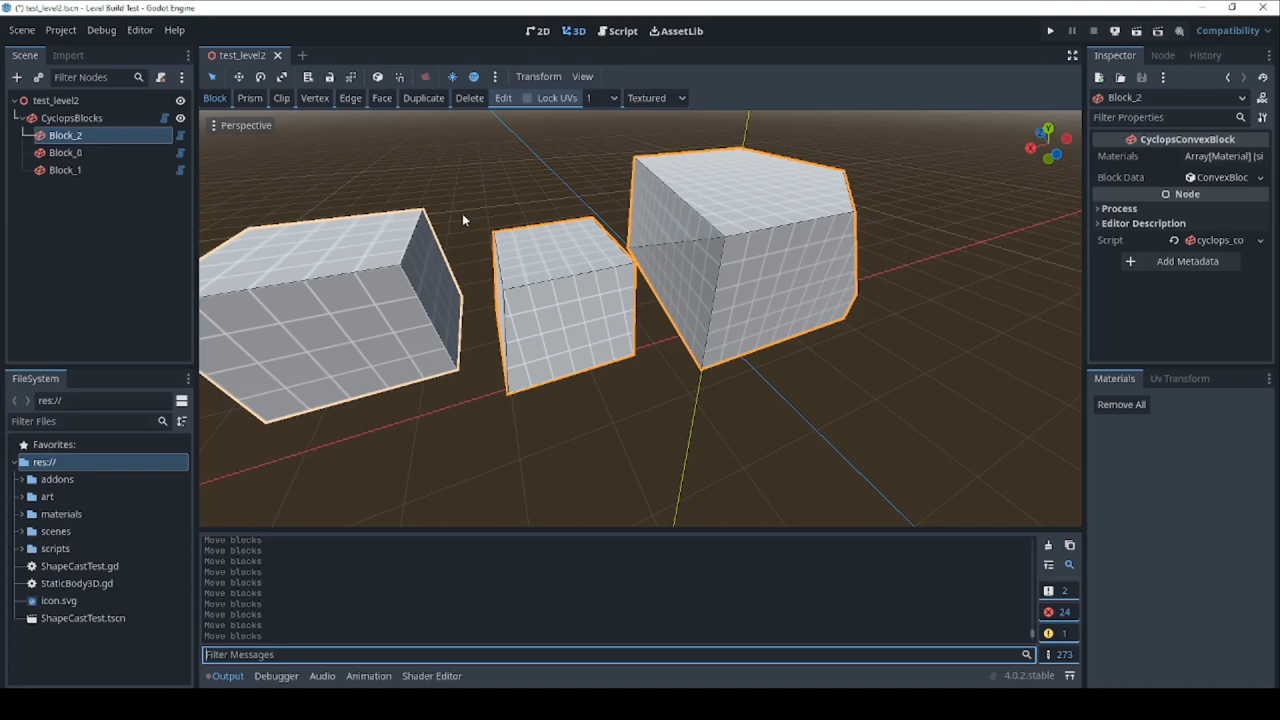 (*) test_level2.tscn - Level Build Test - Godot Engine
Scene Project Debug Editor Help
2D 3D Script AssetLib
Compatibility
Scene Import
test_level2
Inspector Node History
Filter Nodes
Transform View
Block Prism Clip Vertex Edge Face Duplicate Delete Edit Lock UVs 1 Textured
Block_2
test_level2
CyclopsBlocks
Block_2
Block_0
Block_1
Perspective
Y
Z
X
Filter Properties
CyclopsConvexBlock
Materials Array[Material] (si
Block Data ConvexBloc
Node
Process
Editor Description
Script cyclops_co
Add Metadata
FileSystem
res://
Filter Files
Favorites:
res://
addons
art
materials
scenes
scripts
ShapeCastTest.gd
StaticBody3D.gd
icon.svg
ShapeCastTest.tscn
Materials Uv Transform
Remove All
Move blocks
Move blocks
Move blocks
Move blocks
Move blocks
Move blocks
Move blocks
Move blocks
Move blocks
Move blocks
2
24
1
273
Filter Messages
Output Debugger Audio Animation Shader Editor
4.0.2.stable